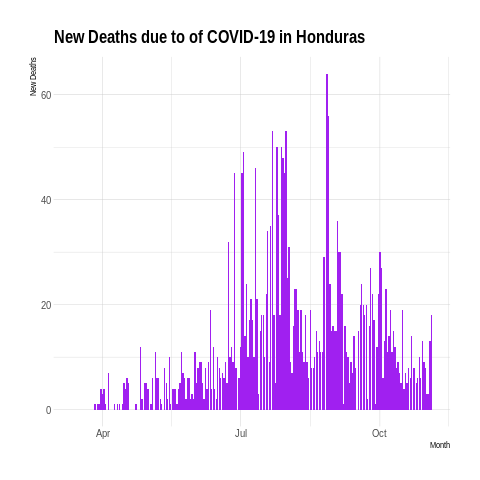 New Deaths due to of COVID-19 in Honduras
New Deaths
60
40
20
0
Apr
Jul
Oct
Month